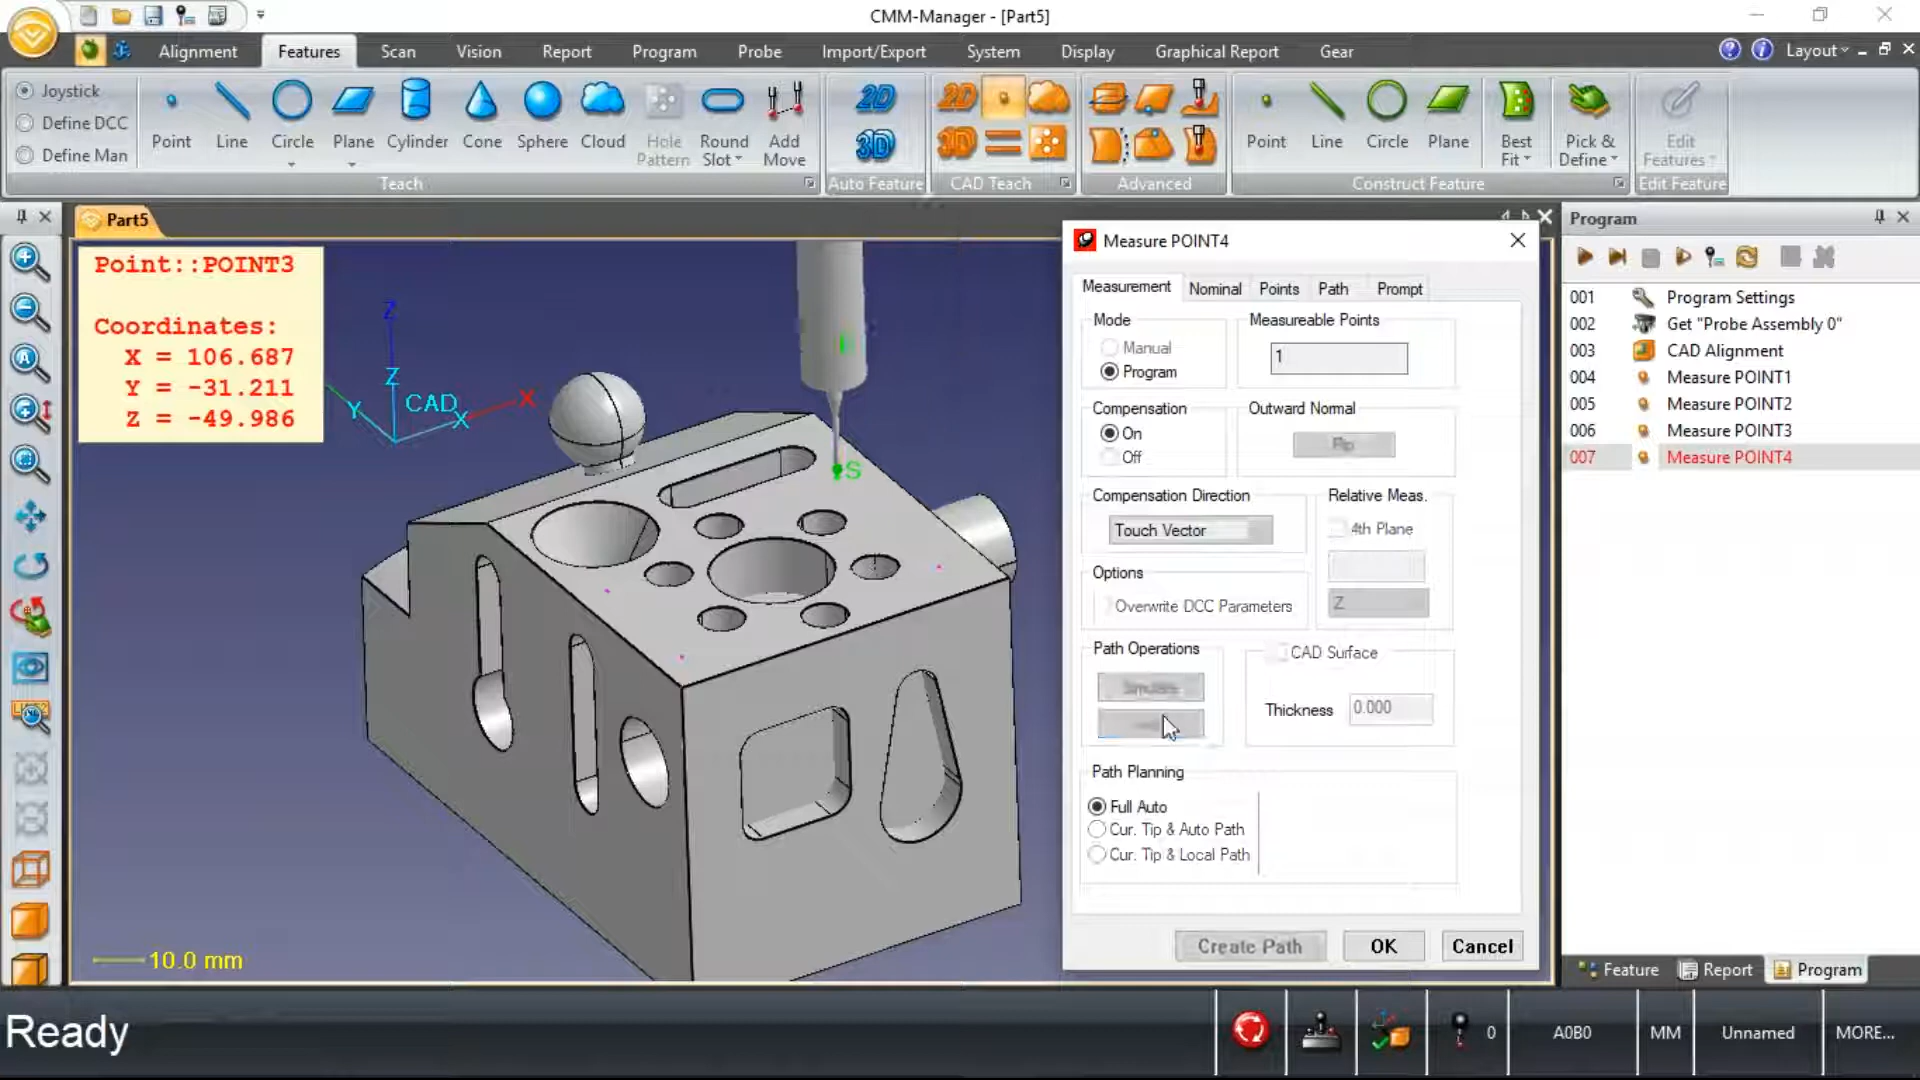 CMM-Manager - [Part5]
Alignment
Features
Scan
Vision
Report
Program
Probe
Import/Export
System
Display
Graphical Report
Gear
Layout
Joystick
Define DCC
Define Man
Point
Line
Circle
Plane
Cylinder
Cone
Sphere
Cloud
Hole Pattern
Round Slot
Add Move
Teach
2D
3D
Auto Feature
2D
3D
CAD Teach
Advanced
Point
Line
Circle
Plane
Best Fit
Pick & Define
Construct Feature
Edit Features
Edit Feature
Part5
Point::POINT3
Coordinates:
X = 106.687
Y = -31.211
Z = -49.986
Z
Z
Y
CAD
X
X
S
10.0 mm
Measure POINT4
Measurement
Nominal
Points
Path
Prompt
Mode
Manual
Program
Measureable Points
1
Compensation
On
Off
Outward Normal
Flip
Compensation Direction
Touch Vector
Relative Meas.
4th Plane
Z
Options
Overwrite DCC Parameters
Path Operations
Simulate
CAD Surface
Thickness
0.000
Path Planning
Full Auto
Cur. Tip & Auto Path
Cur. Tip & Local Path
Create Path
OK
Cancel
Program
001 Program Settings
002 Get "Probe Assembly 0"
003 CAD Alignment
004 Measure POINT1
005 Measure POINT2
006 Measure POINT3
007 Measure POINT4
Feature
Report
Program
Ready
0
A0B0
MM
Unnamed
MORE...